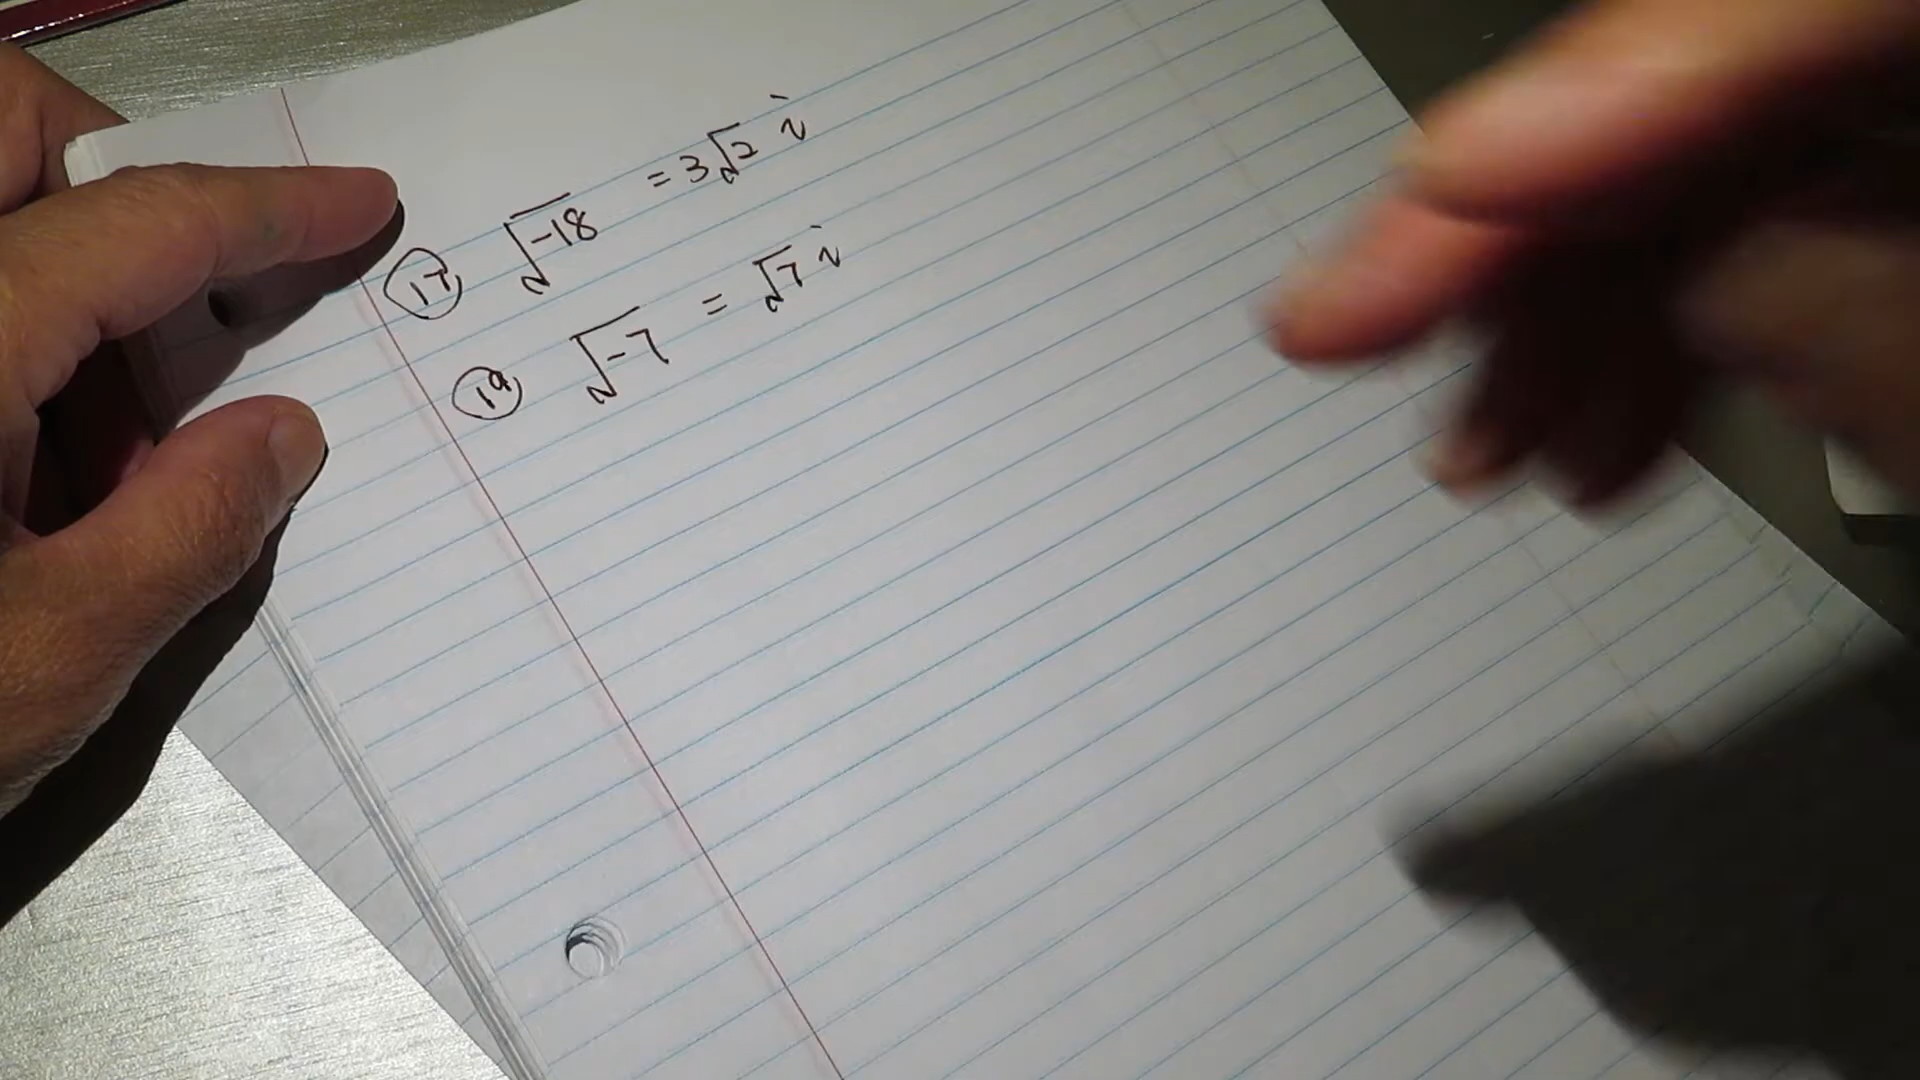 ⑰ √-18 = 3√2 i
⑲ √-7 = √7 i